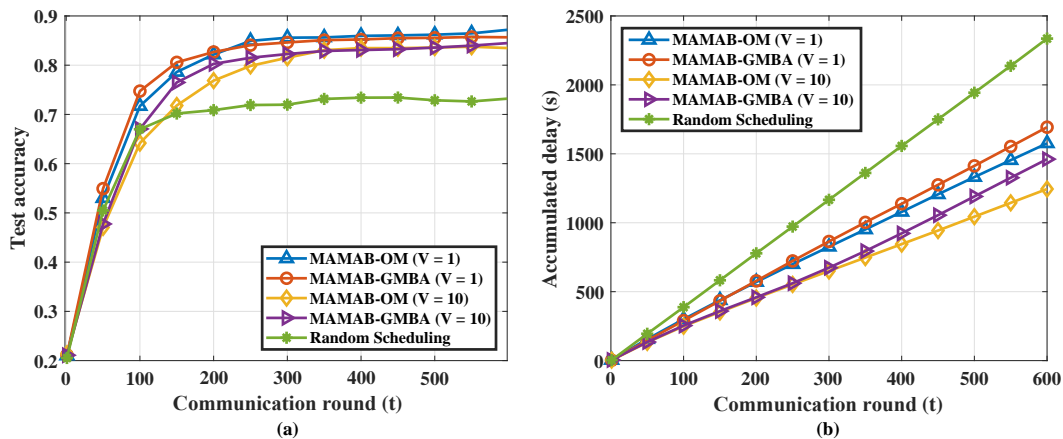 0.9
0.8
0.7
0.6
0.5
0.4
0.3
0.2
Test accuracy
MAMAB-OM (V = 1)
MAMAB-GMBA (V = 1)
MAMAB-OM (V = 10)
MAMAB-GMBA (V = 10)
Random Scheduling
0 100 200 300 400 500
Communication round (t)
(a)
2500
2000
1500
1000
500
0
Accumulated delay (s)
MAMAB-OM (V = 1)
MAMAB-GMBA (V = 1)
MAMAB-OM (V = 10)
MAMAB-GMBA (V = 10)
Random Scheduling
0 100 200 300 400 500 600
Communication round (t)
(b)